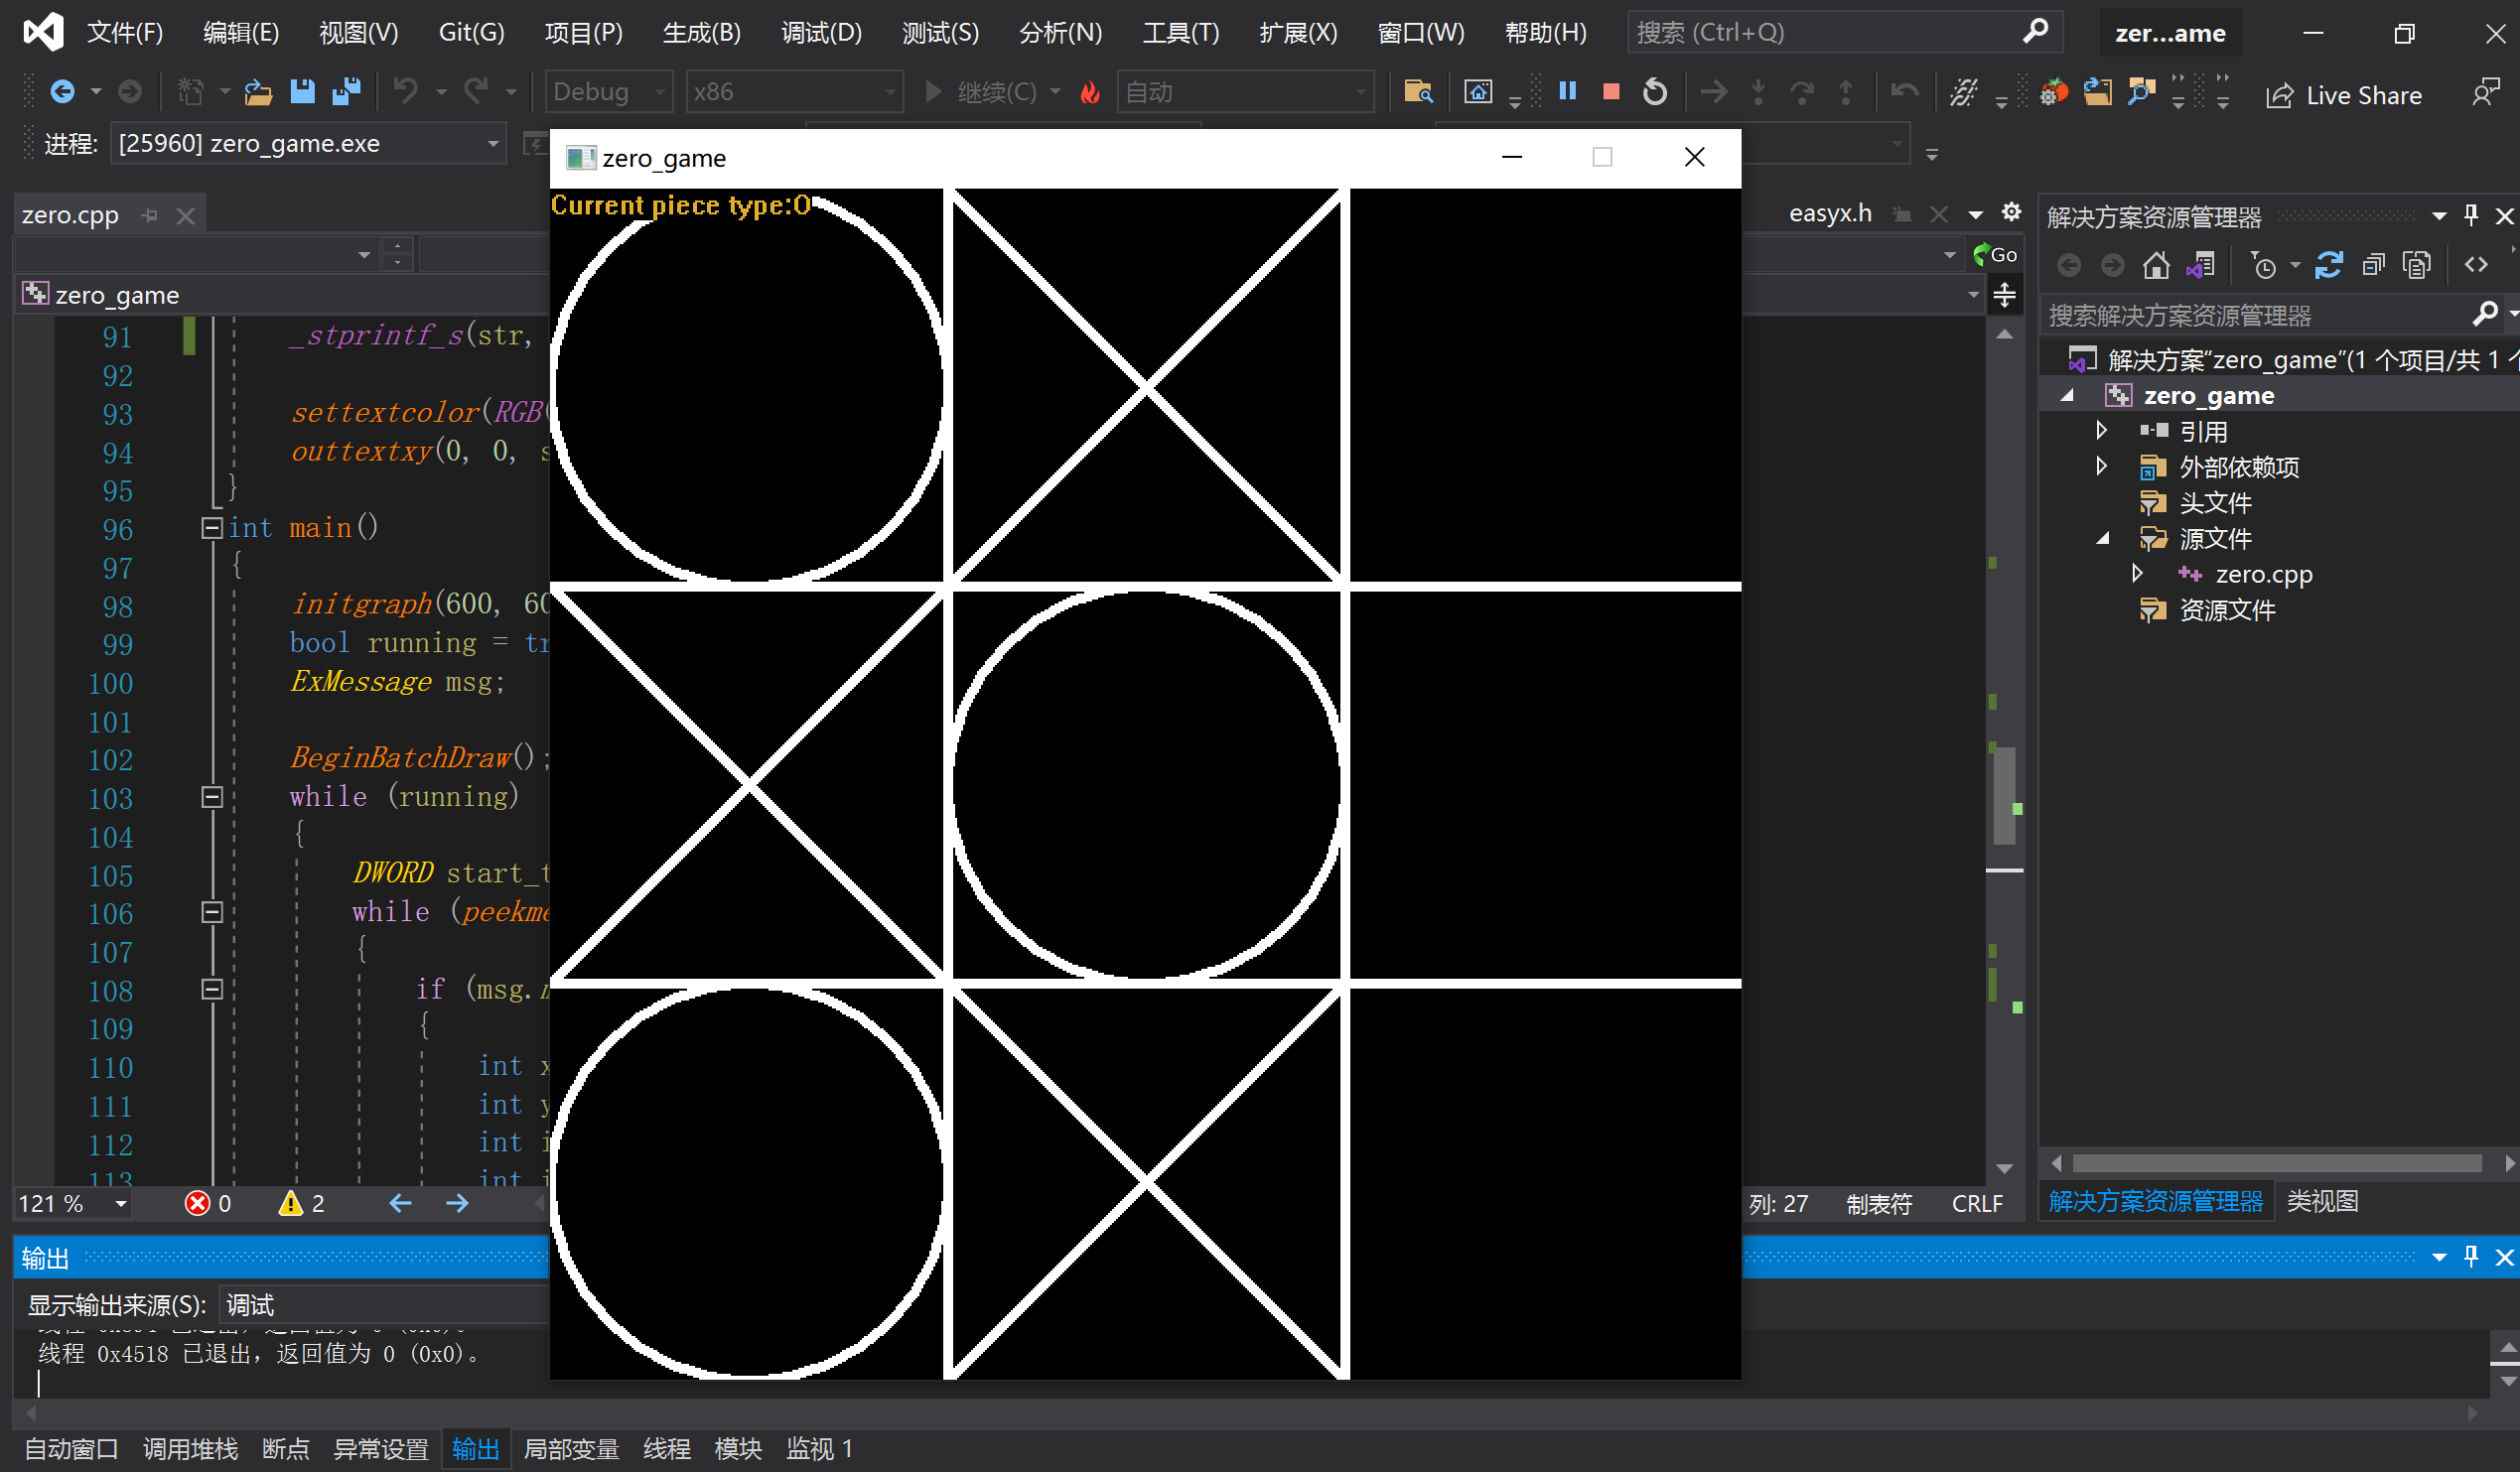 文件(F) 编辑(E) 视图(V) Git(G) 项目(P) 生成(B) 调试(D) 测试(S) 分析(N) 工具(T) 扩展(X) 窗口(W) 帮助(H) 搜索 (Ctrl+Q) zer...ame
Debug x86 继续(C) 自动 Live Share
进程: [25960] zero_game.exe
zero_game
zero.cpp easyx.h 解决方案资源管理器
Current piece type:O
Go
zero_game
搜索解决方案资源管理器
解决方案“zero_game”(1 个项目/共 1
zero_game
引用
外部依赖项
头文件
源文件
zero.cpp
资源文件
91 _stprintf_s(str,
92
93 settextcolor(RGB(
94 outtextxy(0, 0, s
95 }
96 int main()
97 {
98 initgraph(600, 60
99 bool running = tr
100 ExMessage msg;
101
102 BeginBatchDraw();
103 while (running)
104 {
105 DWORD start_t
106 while (peekme
107 {
108 if (msg.
109 {
110 int x
111 int y
112 int i
113 int j
121 % 0 2 列: 27 制表符 CRLF
解决方案资源管理器 类视图
输出
显示输出来源(S): 调试
线程 0x4518 已退出，返回值为 0 (0x0)。
自动窗口 调用堆栈 断点 异常设置 输出 局部变量 线程 模块 监视 1